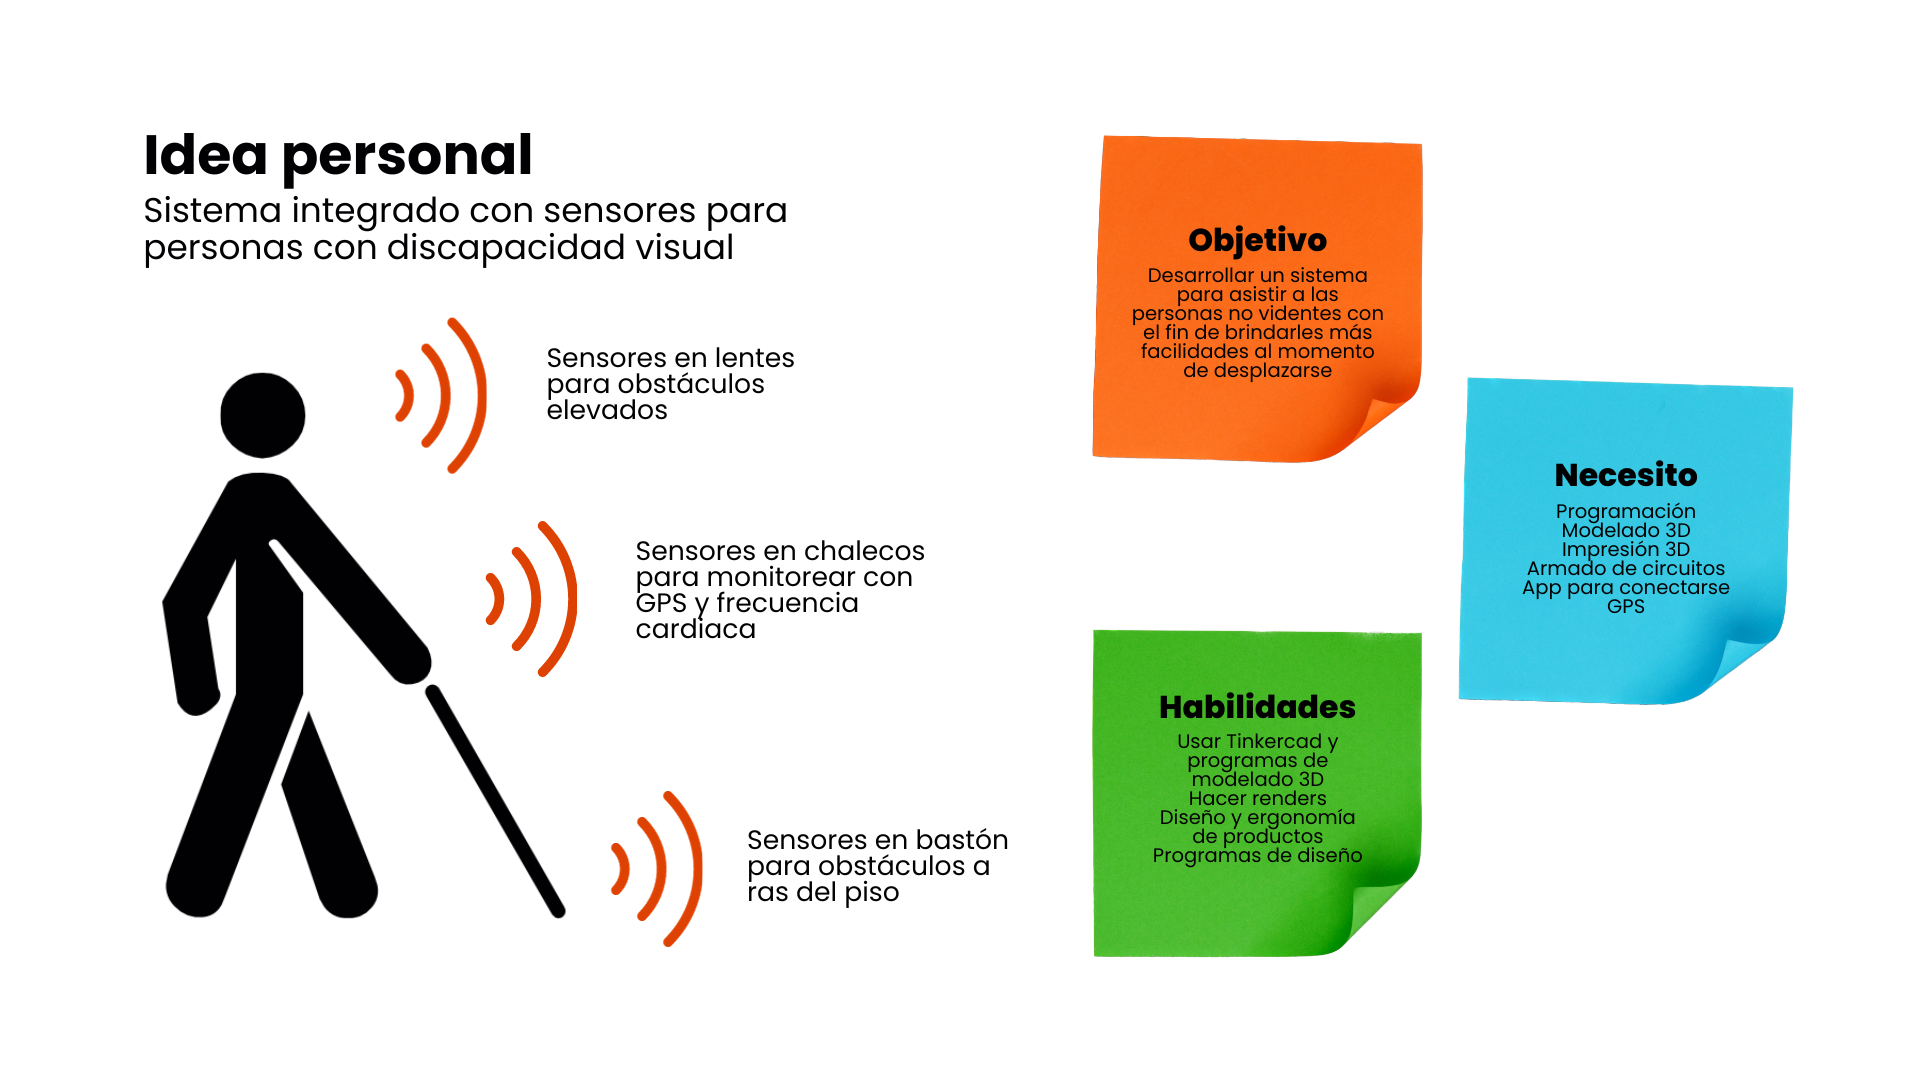 Idea personal
Sistema integrado con sensores para
personas con discapacidad visual
Sensores en lentes
para obstáculos
elevados
Sensores en chalecos
para monitorear con
GPS y frecuencia
cardiaca
Sensores en bastón
para obstáculos a
ras del piso
Objetivo
Desarrollar un sistema
para asistir a las
personas no videntes con
el fin de brindarles más
facilidades al momento
de desplazarse
Necesito
Programación
Modelado 3D
Impresión 3D
Armado de circuitos
App para conectarse
GPS
Habilidades
Usar Tinkercad y
programas de
modelado 3D
Hacer renders
Diseño y ergonomía
de productos
Programas de diseño